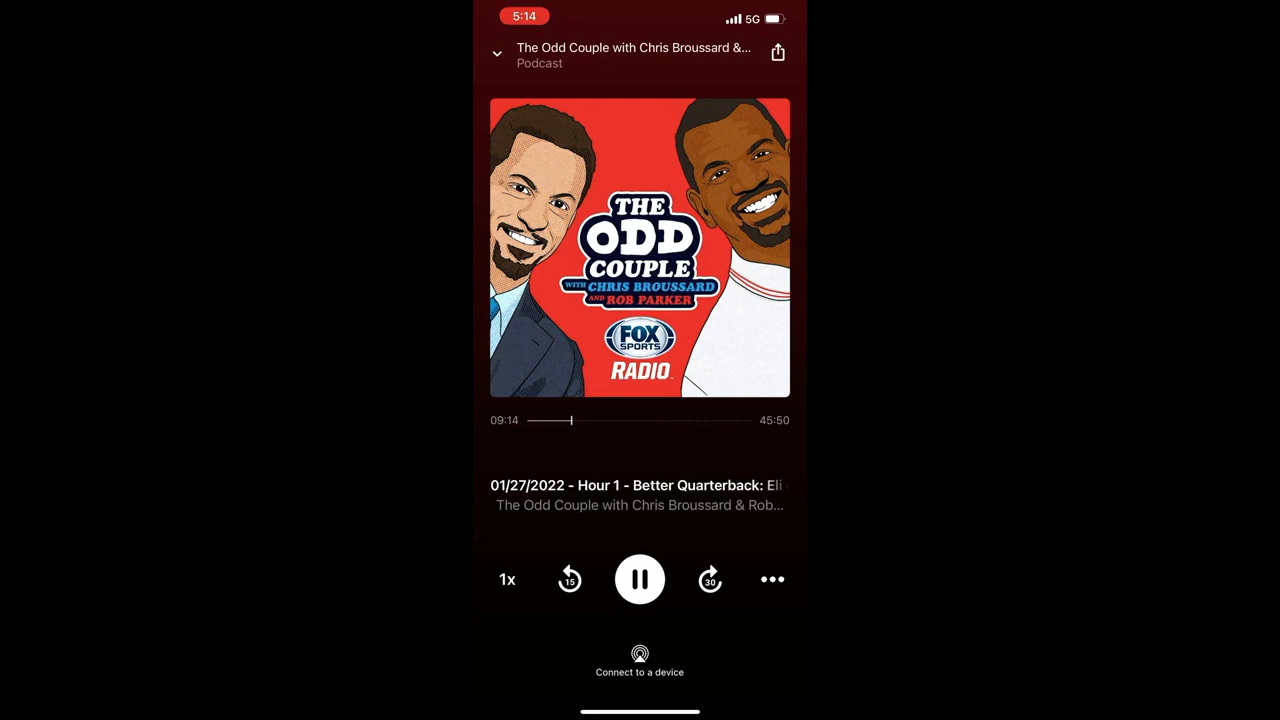 5:14
5G
The Odd Couple with Chris Broussard &...
Podcast
THE
ODD
COUPLE
WITH CHRIS BROUSSARD
AND ROB PARKER
FOX
SPORTS
RADIO
09:14
45:50
01/27/2022 - Hour 1 - Better Quarterback: Eli
The Odd Couple with Chris Broussard & Rob...
1x
15
30
Connect to a device